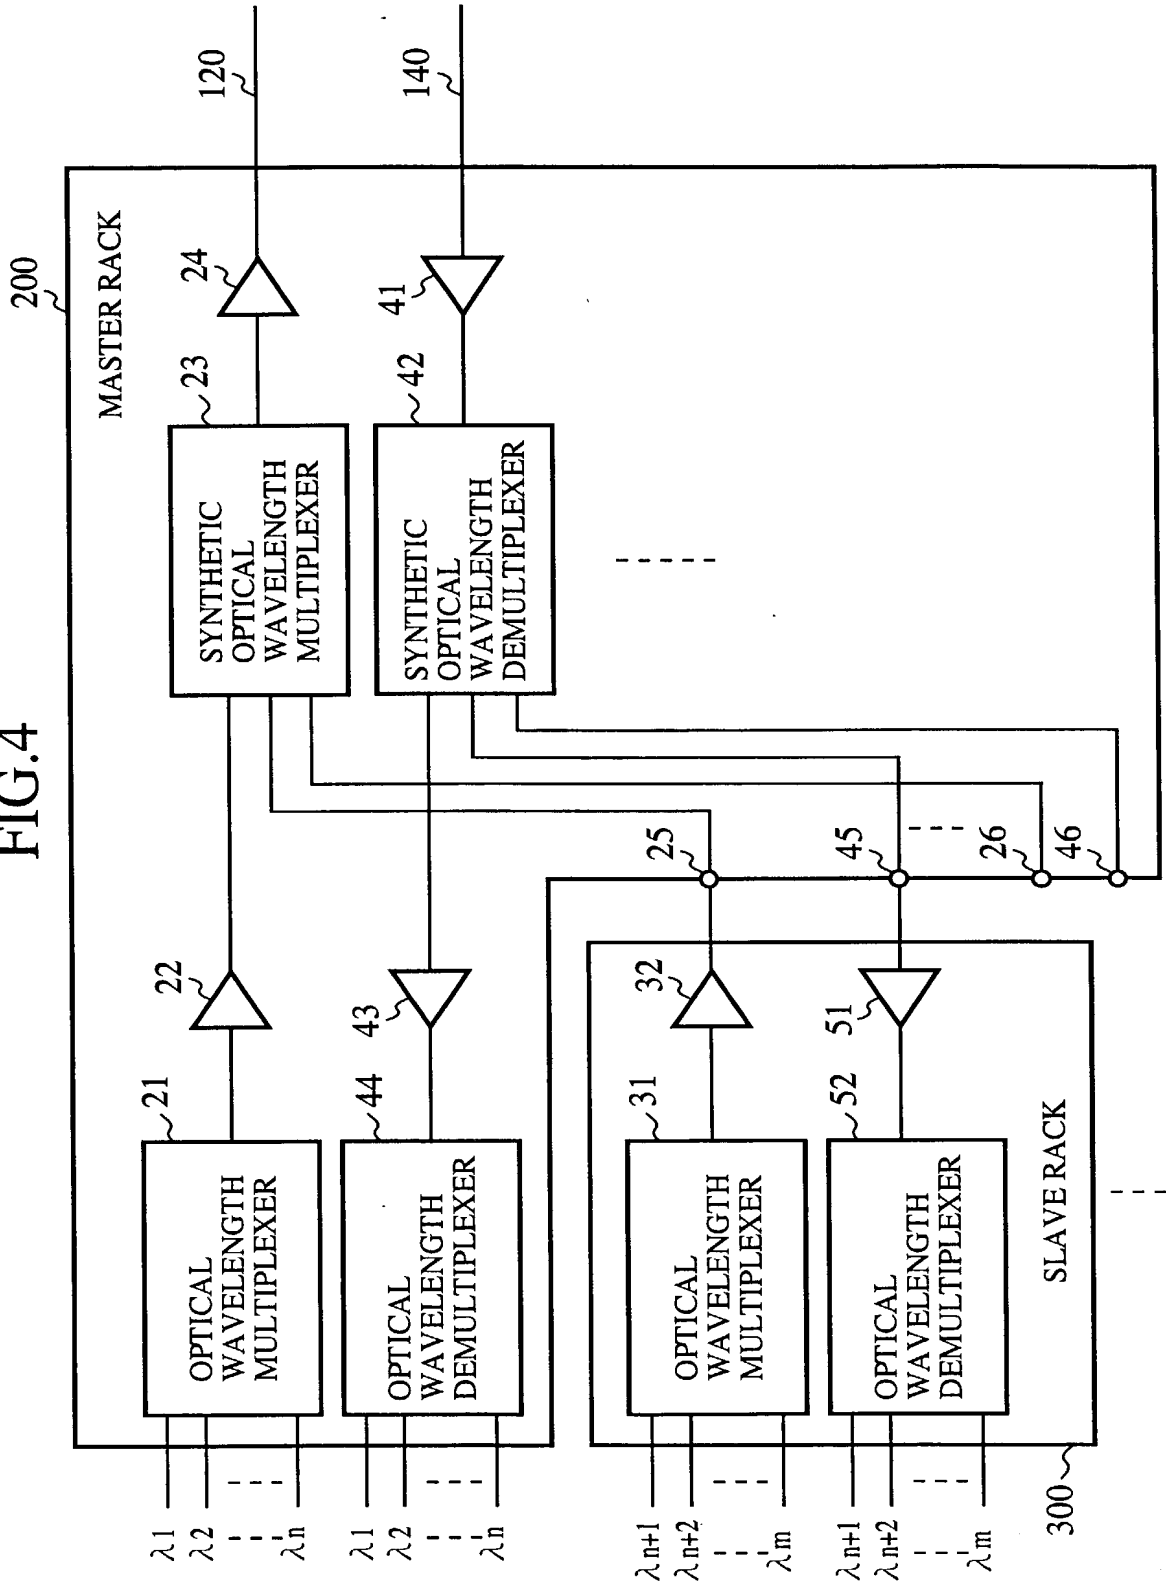 FIG.4
200
MASTER RACK
120
140
21
OPTICAL
WAVELENGTH
MULTIPLEXER
22
23
SYNTHETIC
OPTICAL
WAVELENGTH
MULTIPLEXER
24
λ1
λ2
λn
44
OPTICAL
WAVELENGTH
DEMULTIPLEXER
43
42
SYNTHETIC
OPTICAL
WAVELENGTH
DEMULTIPLEXER
41
λ1
λ2
λn
25
45
26
46
31
OPTICAL
WAVELENGTH
MULTIPLEXER
32
λn+1
λn+2
λm
52
OPTICAL
WAVELENGTH
DEMULTIPLEXER
51
λn+1
λn+2
λm
SLAVE RACK
300